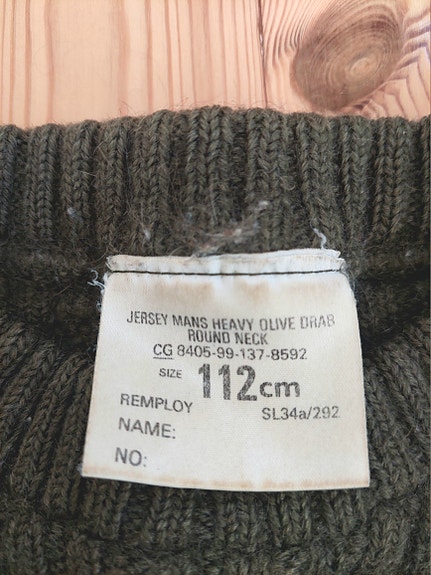 JERSEY MANS HEAVY OLIVE DRAB
ROUND NECK
CG 8405-99-137-8592
SIZE 112cm
REMPLOY SL34a/292
NAME:
NO: